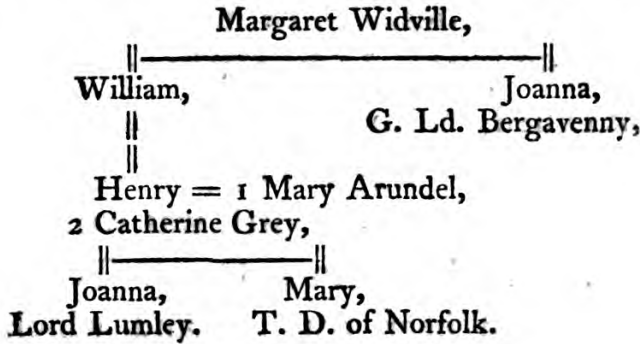 Margaret Widville,
William, Joanna,
G. Ld. Bergavenny,
Henry = 1 Mary Arundel,
2 Catherine Grey,
Joanna, Mary,
Lord Lumley. T. D. of Norfolk.